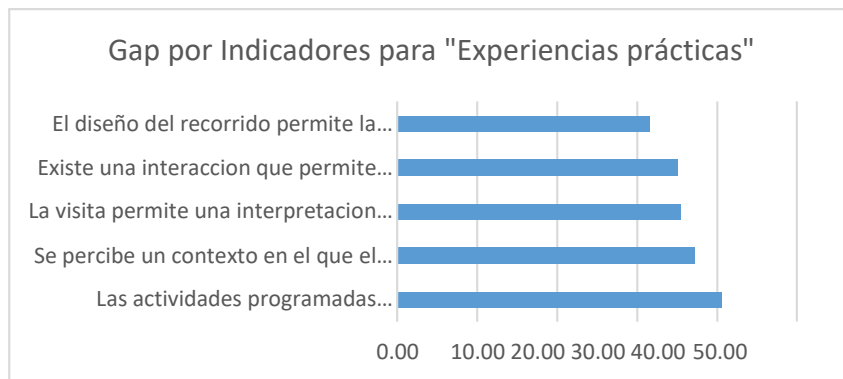 Gap por Indicadores para "Experiencias prácticas"
El diseño del recorrido permite la...
Existe una interaccion que permite...
La visita permite una interpretacion...
Se percibe un contexto en el que el...
Las actividades programadas...
0.00 10.00 20.00 30.00 40.00 50.00